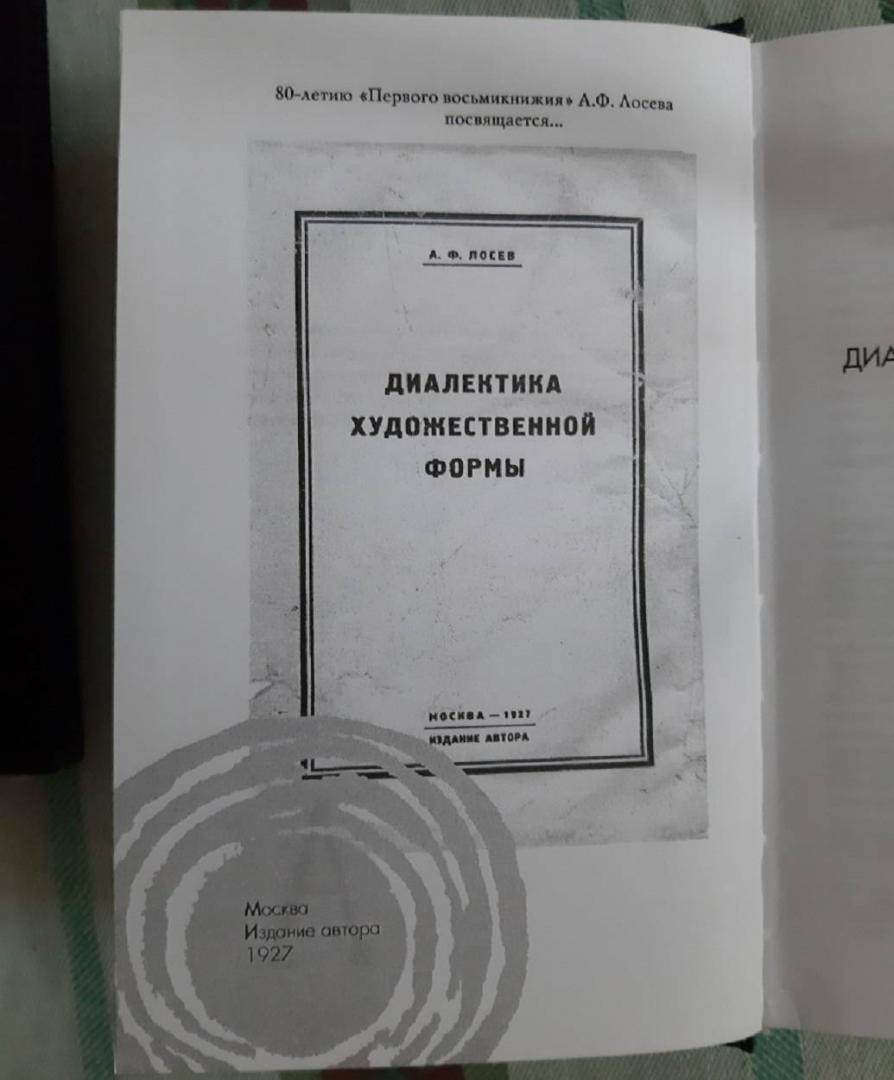 80-летию «Первого восьмикнижия» А.Ф. Лосева
посвящается...
А. Ф. ЛОСЕВ
ДИАЛЕКТИКА
ХУДОЖЕСТВЕННОЙ
ФОРМЫ
МОСКВА — 1927
ИЗДАНИЕ АВТОРА
Москва
Издание автора
1927
ДИА